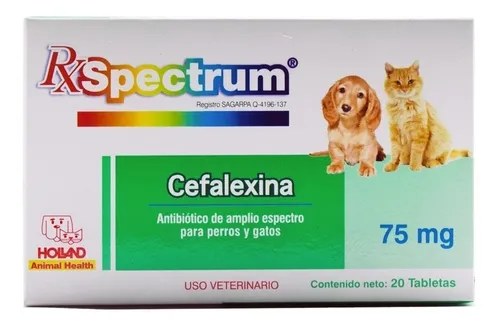 RxSpectrum®
Registro SAGARPA Q-4196-137
Cefalexina
Antibiótico de amplio espectro
para perros y gatos
75 mg
HOLLAND
Animal Health
USO VETERINARIO
Contenido neto: 20 Tabletas